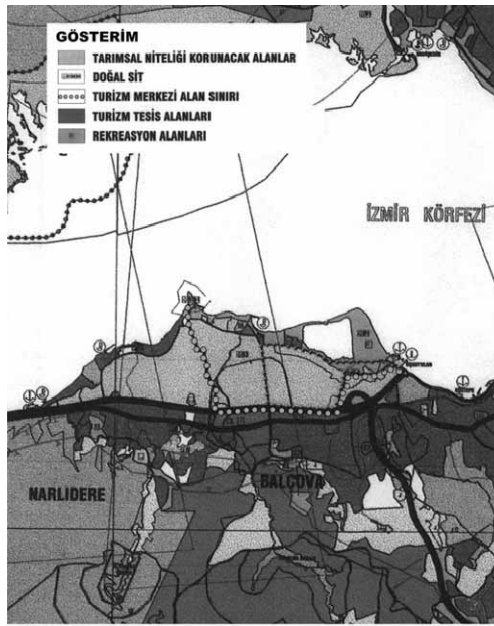 GÖSTERİM
TARIMSAL NİTELİĞİ KORUNACAK ALANLAR
DOĞAL SİT
TURİZM MERKEZİ ALAN SINIRI
TURİZM TESİS ALANLARI
REKREASYON ALANLARI
İZMİR KÖRFEZİ
NARLIDERE
BALÇOVA